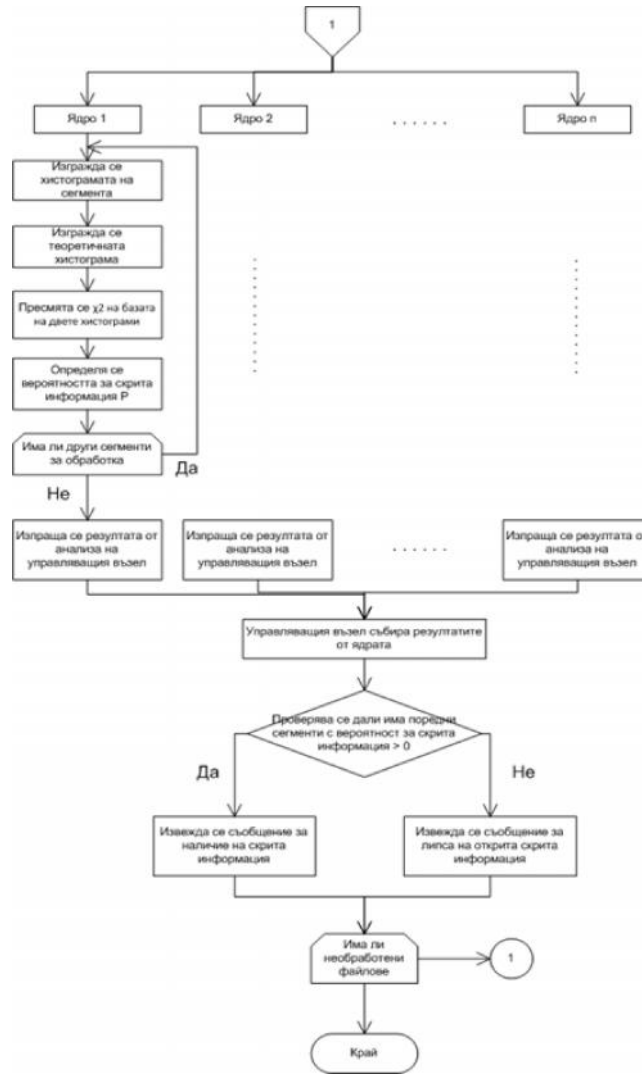 1
Ядро 1
Ядро 2
. . . . . .
Ядро n
Изгражда се
хистограмата на
сегмента
Изгражда се
теоретичната
хистограма
Пресмята се χ2 на базата
на двете хистограми
Определя се
вероятността за скрита
информация P
Има ли други сегменти
за обработка
Да
Не
Изпраща се резултата от
анализа на
управляващия възел
Изпраща се резултата от
анализа на
управляващия възел
. . . . . .
Изпраща се резултата от
анализа на
управляващия възел
Управляващия възел събира резултатите
от ядрата
Проверява се дали има поредни
сегменти с вероятност за скрита
информация > 0
Да
Не
Извежда се съобщение за
наличие на скрита
информация
Извежда се съобщение за
липса на открита скрита
информация
Има ли
необработени
файлове
1
Край